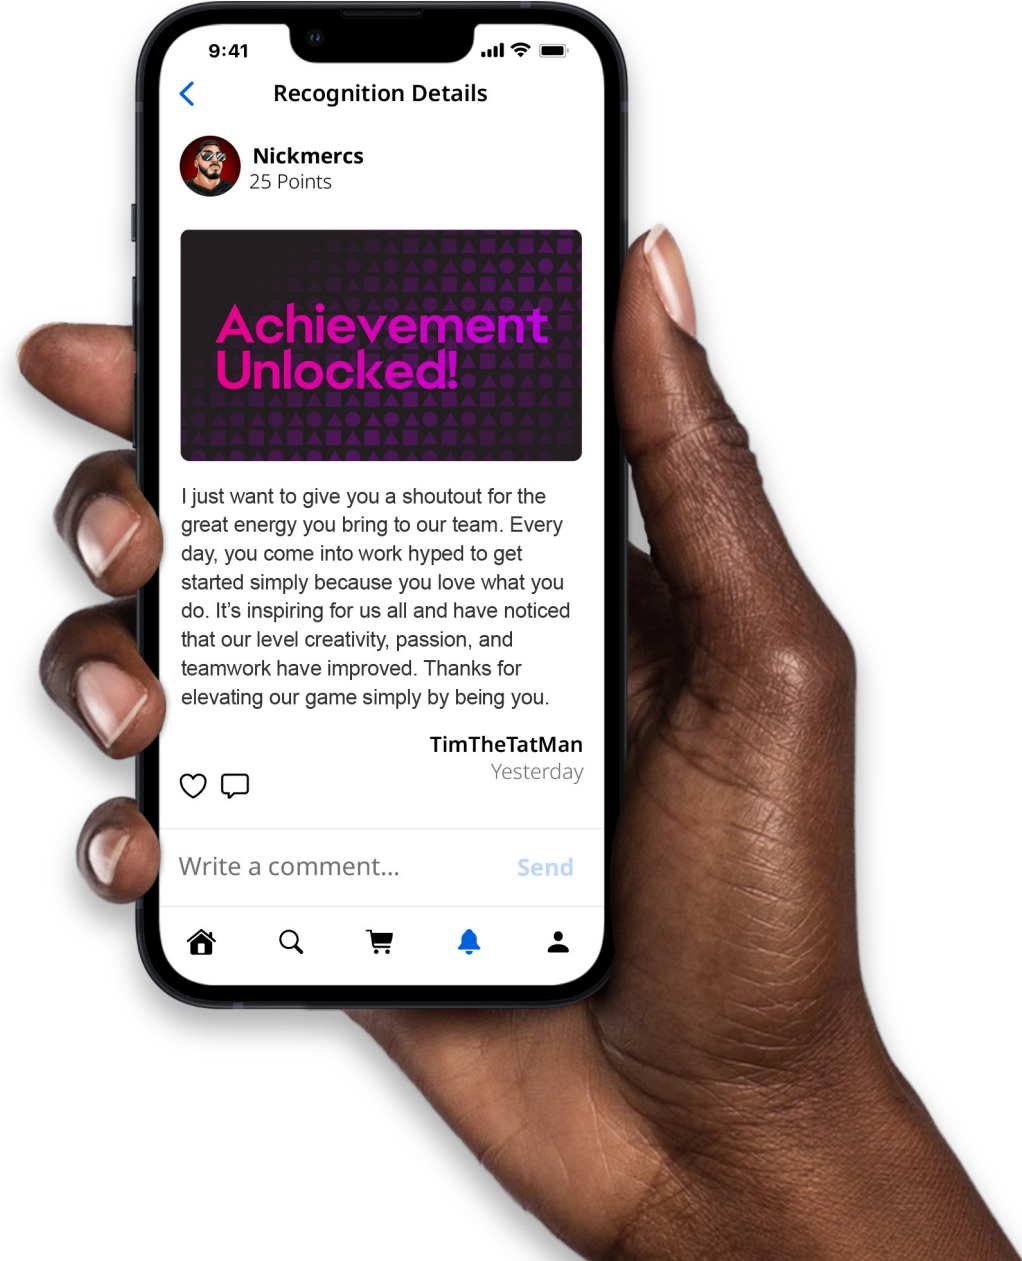 9:41
Recognition Details
Nickmercs
25 Points
Achievement
Unlocked!
I just want to give you a shoutout for the
great energy you bring to our team. Every
day, you come into work hyped to get
started simply because you love what you
do. It's inspiring for us all and have noticed
that our level creativity, passion, and
teamwork have improved. Thanks for
elevating our game simply by being you.
TimTheTatMan
Yesterday
Write a comment...
Send